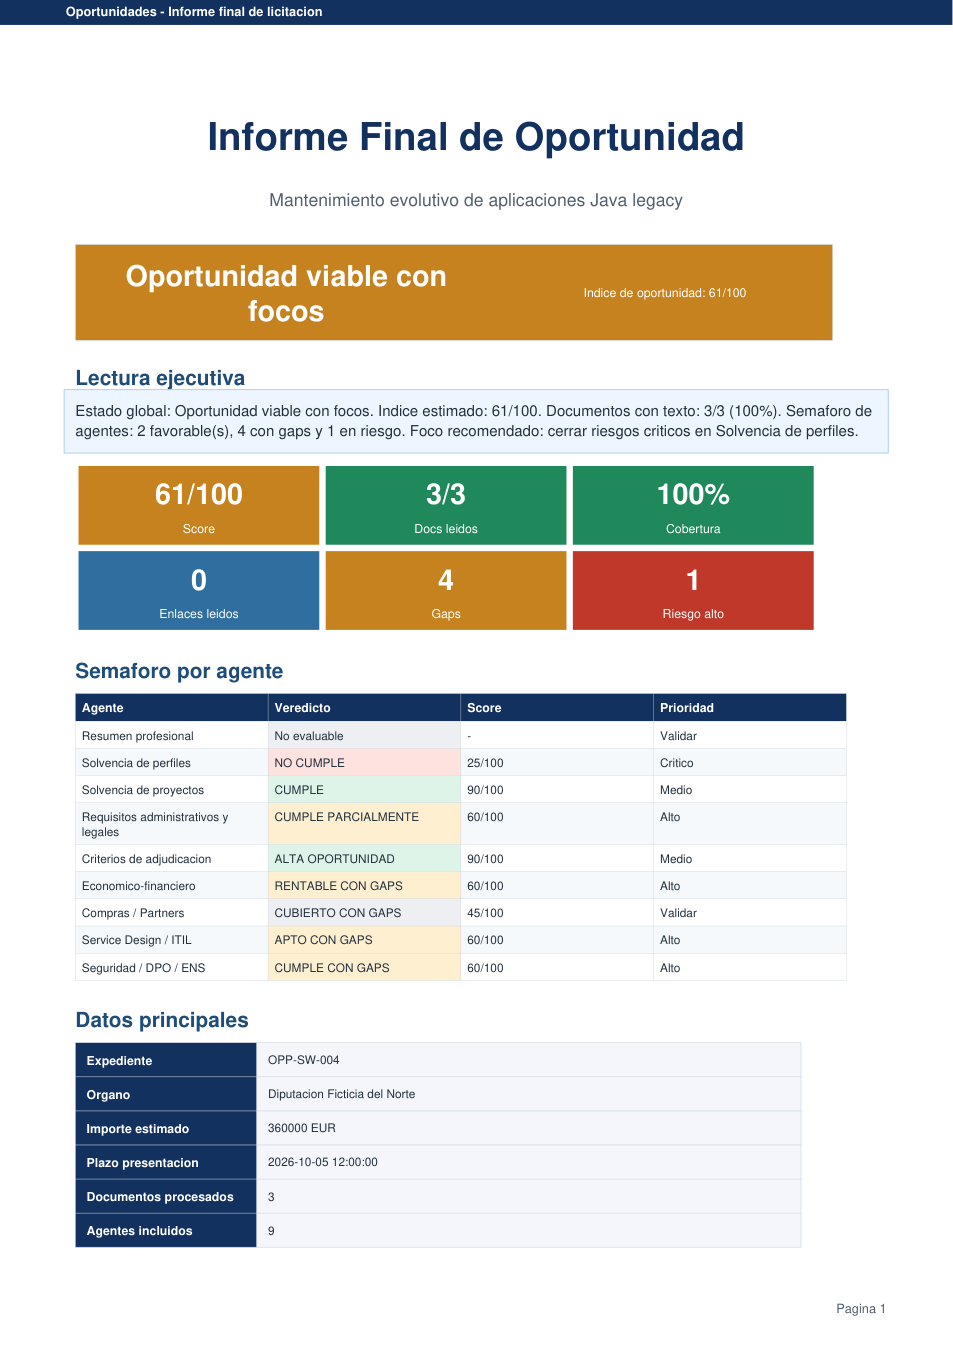 Oportunidades - Informe final de licitacion
Informe Final de Oportunidad
Mantenimiento evolutivo de aplicaciones Java legacy
Oportunidad viable con
focos
Indice de oportunidad: 61/100
Lectura ejecutiva
Estado global: Oportunidad viable con focos. Indice estimado: 61/100. Documentos con texto: 3/3 (100%). Semaforo de
agentes: 2 favorable(s), 4 con gaps y 1 en riesgo. Foco recomendado: cerrar riesgos criticos en Solvencia de perfiles.
61/100 3/3 100%
Score Docs leidos Cobertura
0 4 1
Enlaces leidos Gaps Riesgo alto
Semaforo por agente
Agente Veredicto Score Prioridad
Resumen profesional No evaluable - Validar
Solvencia de perfiles NO CUMPLE 25/100 Critico
Solvencia de proyectos CUMPLE 90/100 Medio
Requisitos administrativos y CUMPLE PARCIALMENTE 60/100 Alto
legales
Criterios de adjudicacion ALTA OPORTUNIDAD 90/100 Medio
Economico-financiero RENTABLE CON GAPS 60/100 Alto
Compras / Partners CUBIERTO CON GAPS 45/100 Validar
Service Design / ITIL APTO CON GAPS 60/100 Alto
Seguridad / DPO / ENS CUMPLE CON GAPS 60/100 Alto
Datos principales
Expediente OPP-SW-004
Organo Diputacion Ficticia del Norte
Importe estimado 360000 EUR
Plazo presentacion 2026-10-05 12:00:00
Documentos procesados 3
Agentes incluidos 9
Pagina 1